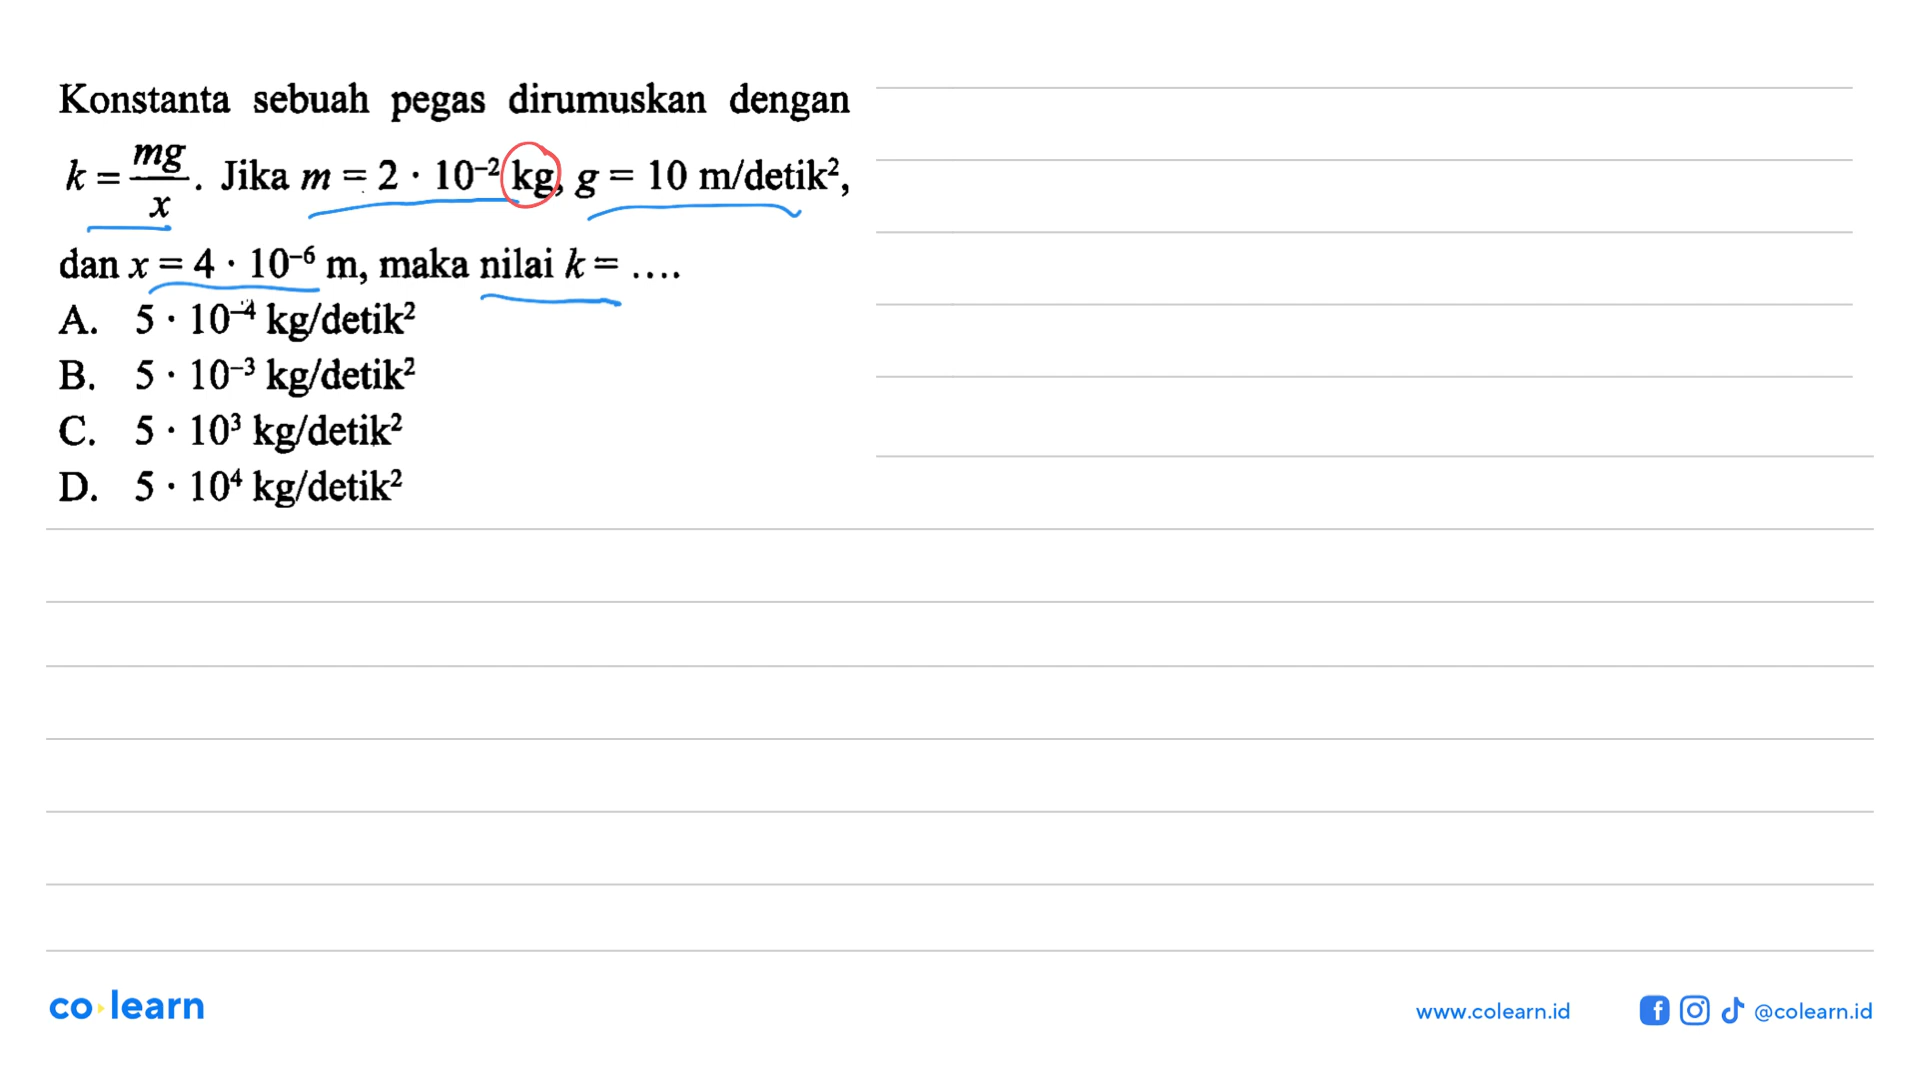 Konstanta sebuah pegas dirumuskan dengan
k = mg/x. Jika m = 2 · 10⁻² kg, g = 10 m/detik²,
dan x = 4 · 10⁻⁶ m, maka nilai k = ....
A. 5 · 10⁻⁴ kg/detik²
B. 5 · 10⁻³ kg/detik²
C. 5 · 10³ kg/detik²
D. 5 · 10⁴ kg/detik²
co learn
www.colearn.id
@colearn.id